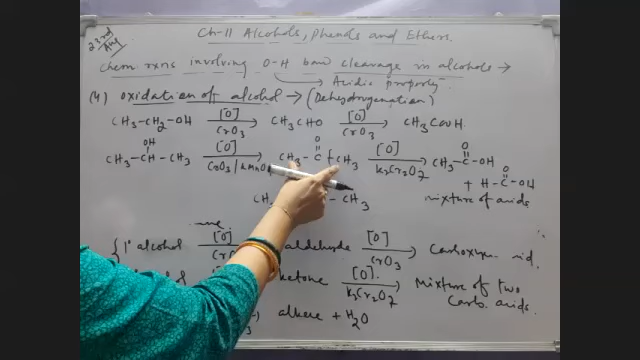 23rd Aug
Ch-11 Alcohols, Phenols and Ethers.
Chem rxns involving O-H bond cleavage in alcohols →
Acidic property.
(4) Oxidation of alcohol → (Dehydrogenation)
CH3-CH2-OH [O] CrO3 → CH3CHO [O] CrO3 → CH3COOH.
CH3-CH-CH3 OH [O] CrO3/KMnO → CH3-C CH3 O [O] K2Cr2O7 → CH3-C-OH O
+ H-C-OH O
CH - CH3 mixture of acids
1° alcohol [O] → aldehyde [O] CrO3 → Carboxylic acid.
ketone [O]. K2Cr2O7 → Mixture of two Carb. acids.
alkene + H2O